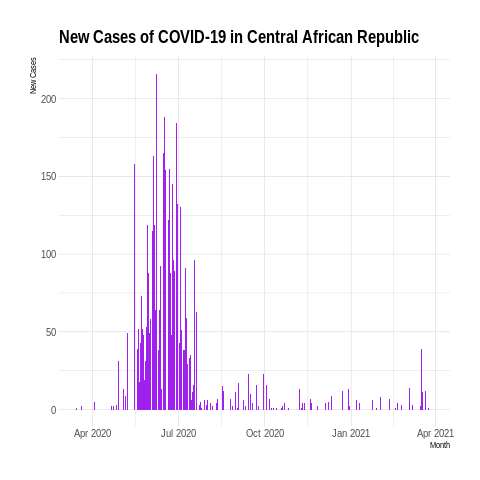 New Cases of COVID-19 in Central African Republic
New Cases
200
150
100
50
0
Apr 2020 Jul 2020 Oct 2020 Jan 2021 Apr 2021
Month